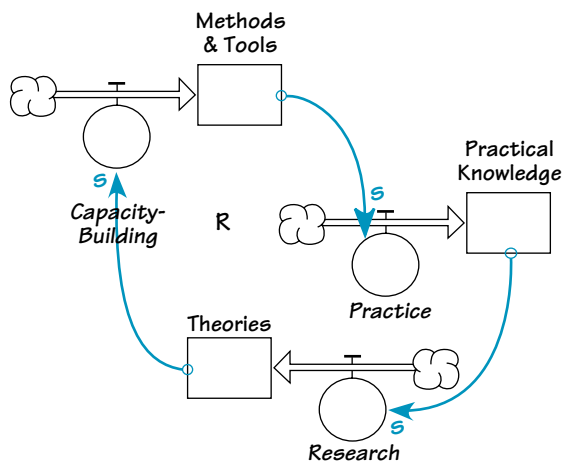 Methods
& Tools
Practical
Knowledge
S
S
Capacity-
Building
R
Practice
Theories
S
Research